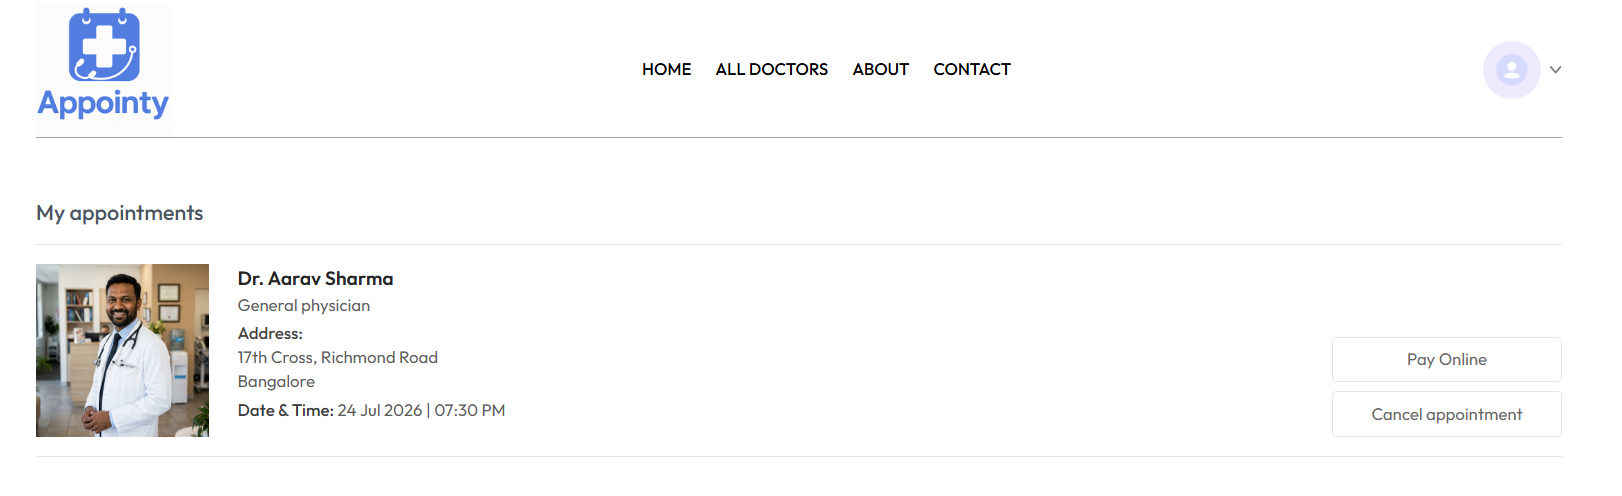 Appointy
HOME ALL DOCTORS ABOUT CONTACT
My appointments
Dr. Aarav Sharma
General physician
Address:
17th Cross, Richmond Road
Bangalore
Date & Time: 24 Jul 2026 | 07:30 PM
Pay Online
Cancel appointment